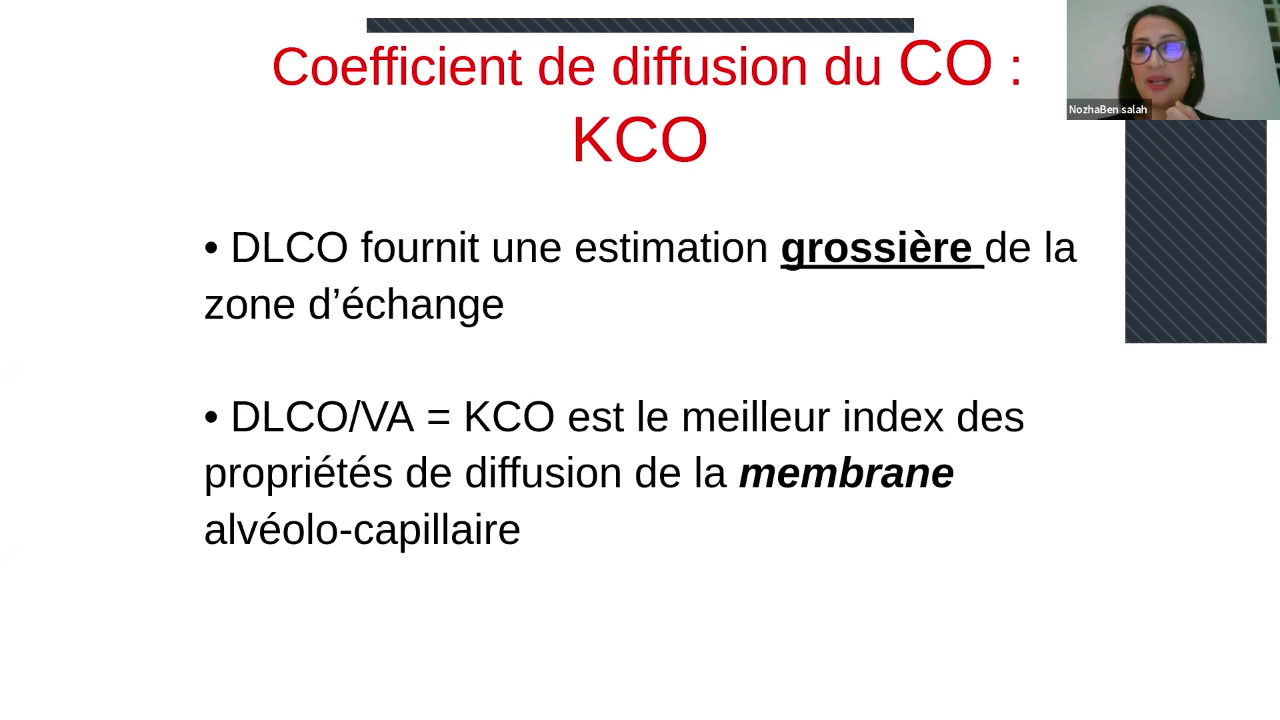 Coefficient de diffusion du CO :
KCO
NozhaBen salah
• DLCO fournit une estimation grossière de la
zone d’échange
• DLCO/VA = KCO est le meilleur index des
propriétés de diffusion de la membrane
alvéolo-capillaire